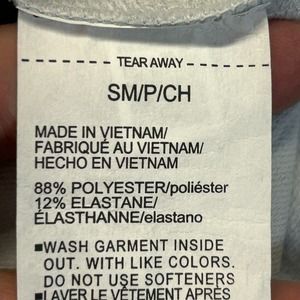 TEAR AWAY
SM/P/CH
MADE IN VIETNAM/
FABRIQUÉ AU VIETNAM/
HECHO EN VIETNAM
88% POLYESTER/poliéster
12% ELASTANE/
ÉLASTHANNE/elastano
▪WASH GARMENT INSIDE
OUT. WITH LIKE COLORS.
DO NOT USE SOFTENERS
▪LAVER LE VÊTEMENT APRÈS